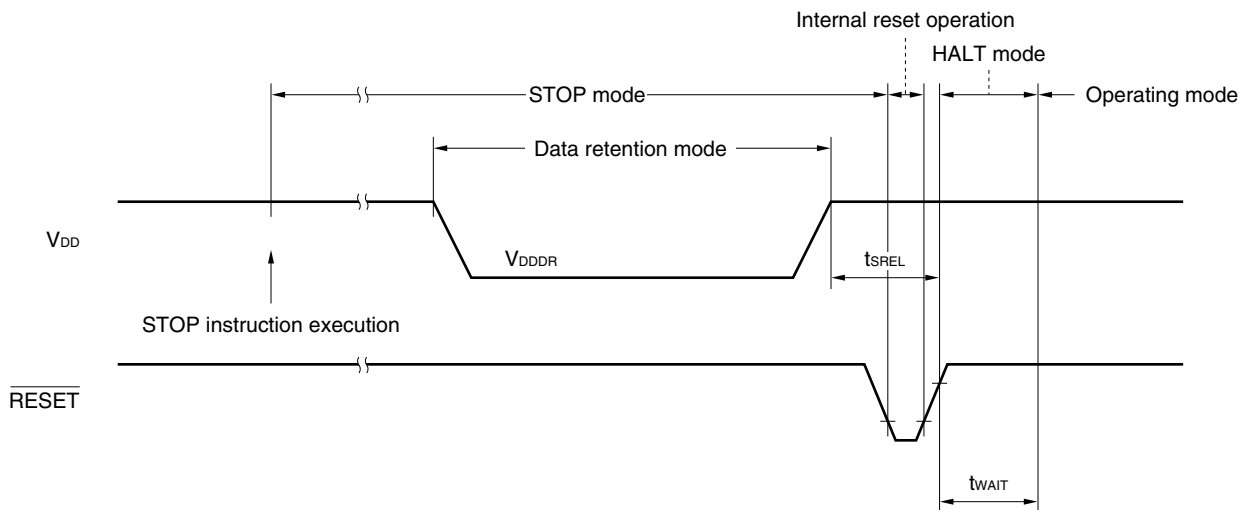 Internal reset operation
HALT mode
STOP mode
Operating mode
Data retention mode
VDD
VDDDR
tSREL
STOP instruction execution
RESET
tWAIT